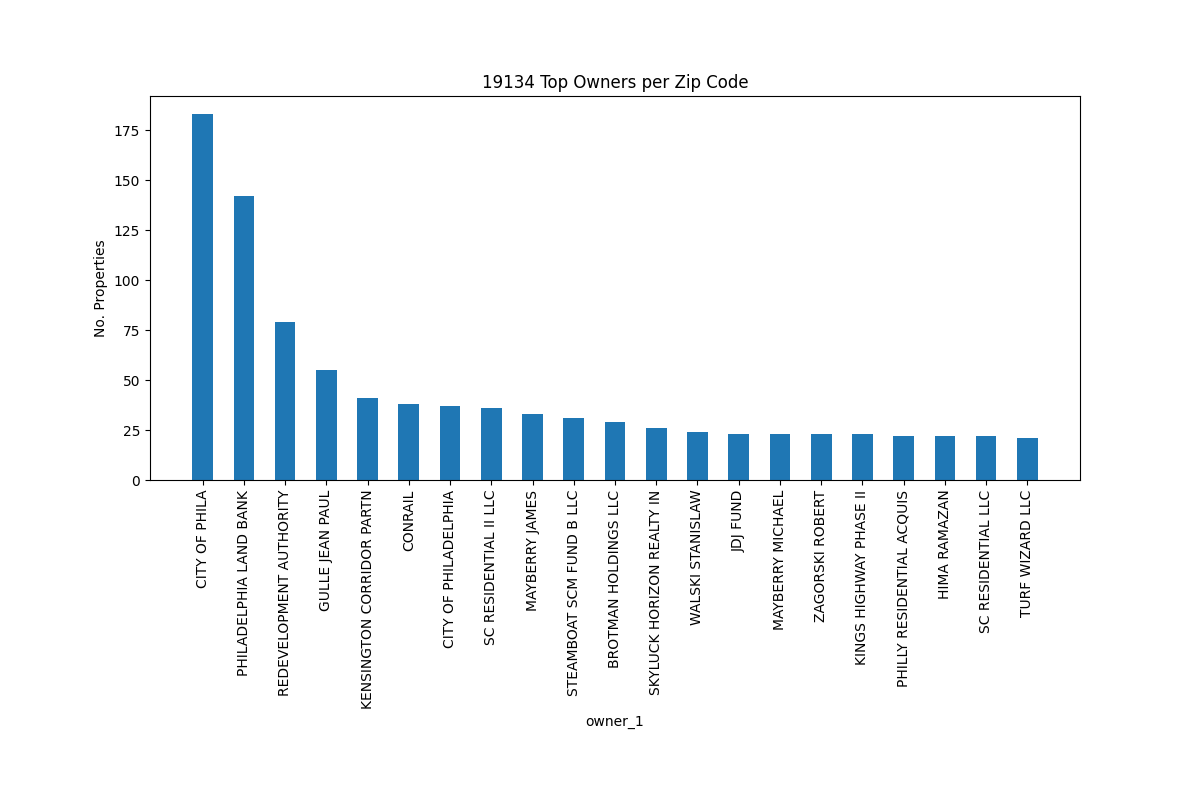 19134 Top Owners per Zip Code
No. Properties
175
150
125
100
75
50
25
0
CITY OF PHILA
PHILADELPHIA LAND BANK
REDEVELOPMENT AUTHORITY
GULLE JEAN PAUL
KENSINGTON CORRIDOR PARTN
CONRAIL
CITY OF PHILADELPHIA
SC RESIDENTIAL II LLC
MAYBERRY JAMES
STEAMBOAT SCM FUND B LLC
BROTMAN HOLDINGS LLC
SKYLUCK HORIZON REALTY IN
WALSKI STANISLAW
JDJ FUND
MAYBERRY MICHAEL
ZAGORSKI ROBERT
KINGS HIGHWAY PHASE II
PHILLY RESIDENTIAL ACQUIS
HIMA RAMAZAN
SC RESIDENTIAL LLC
TURF WIZARD LLC
owner_1